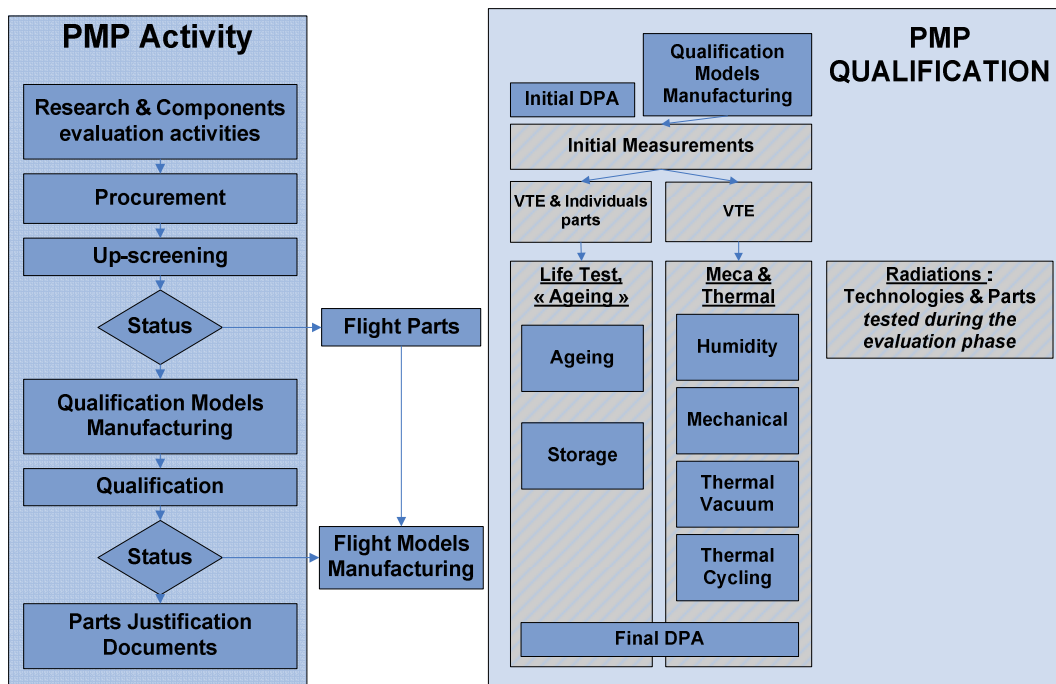 PMP Activity
Research & Components
evaluation activities
Procurement
Up-screening
Status
Flight Parts
Qualification Models
Manufacturing
Qualification
Status
Flight Models
Manufacturing
Parts Justification
Documents
PMP
QUALIFICATION
Qualification
Models
Manufacturing
Initial DPA
Initial Measurements
VTE & Individuals
parts
VTE
Life Test,
« Ageing »
Ageing
Storage
Meca &
Thermal
Humidity
Mechanical
Thermal
Vacuum
Thermal
Cycling
Radiations :
Technologies & Parts
tested during the
evaluation phase
Final DPA